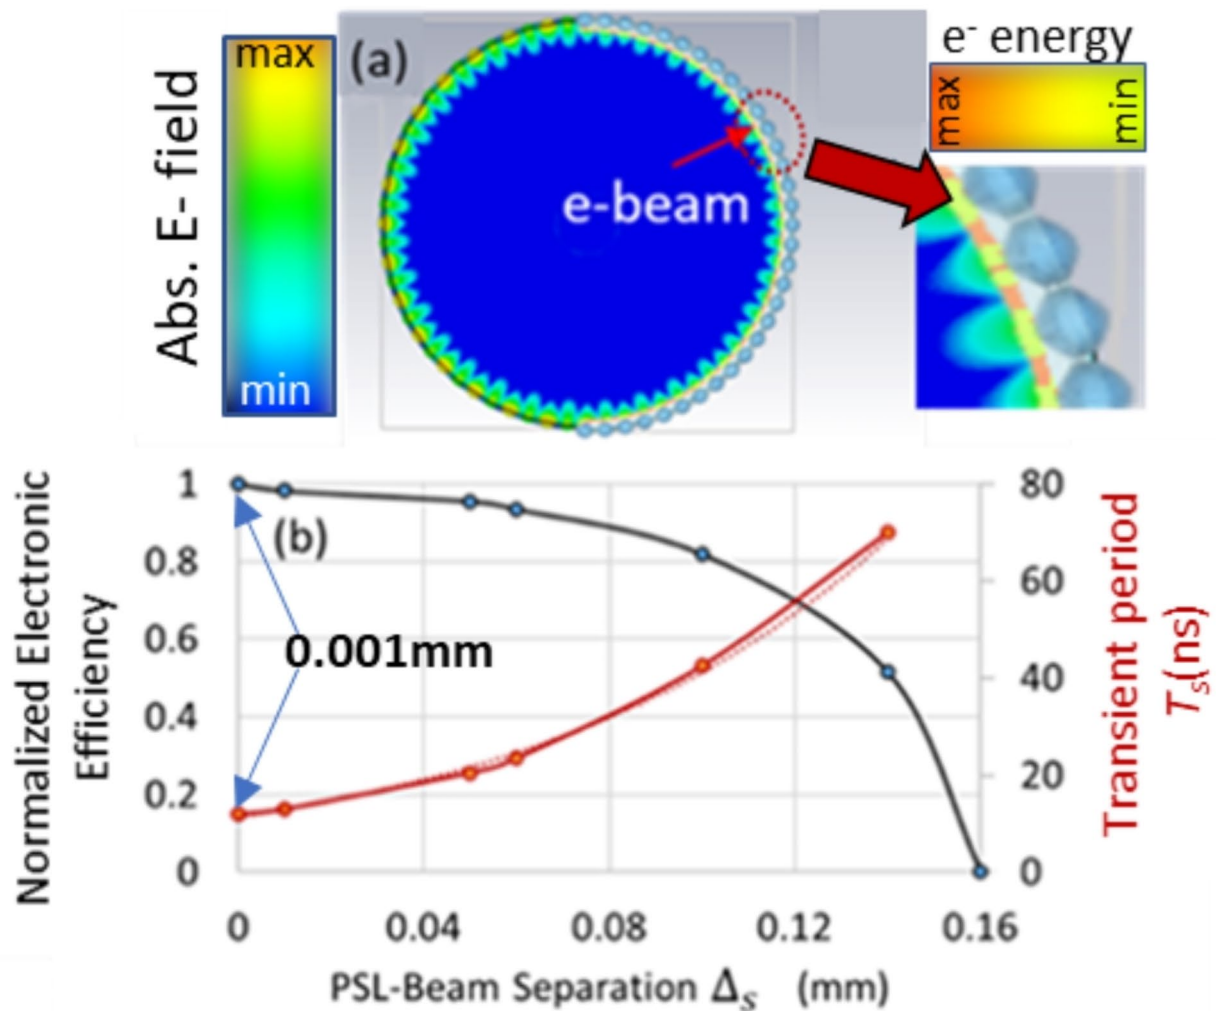 Abs. E- field
max
min
(a)
e-beam
e⁻ energy
max
min
Normalized Electronic
Efficiency
1
0.8
0.6
0.4
0.2
0
(b)
0.001mm
80
60
40
20
0
Transient period
Tₛ(ns)
0
0.04
0.08
0.12
0.16
PSL-Beam Separation Δₛ (mm)